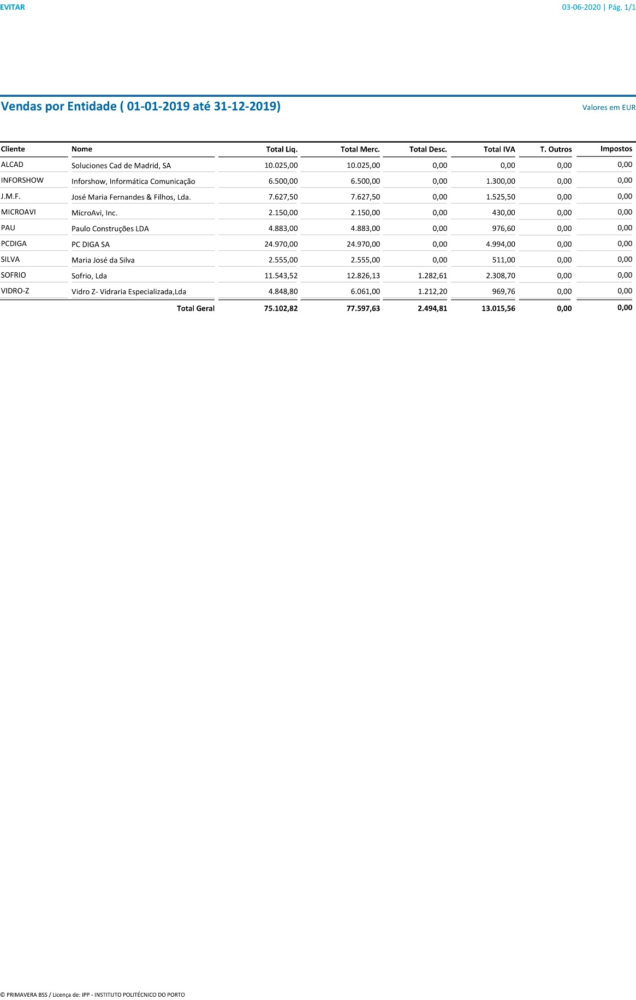 EVITAR 03-06-2020 | Pág. 1/1
Vendas por Entidade ( 01-01-2019 até 31-12-2019) Valores em EUR
Cliente Nome Total Liq. Total Merc. Total Desc. Total IVA T. Outros Impostos
ALCAD Soluciones Cad de Madrid, SA 10.025,00 10.025,00 0,00 0,00 0,00 0,00
INFORSHOW Inforshow, Informática Comunicação 6.500,00 6.500,00 0,00 1.300,00 0,00 0,00
J.M.F. José Maria Fernandes & Filhos, Lda. 7.627,50 7.627,50 0,00 1.525,50 0,00 0,00
MICROAVI MicroAvi, Inc. 2.150,00 2.150,00 0,00 430,00 0,00 0,00
PAU Paulo Construções LDA 4.883,00 4.883,00 0,00 976,60 0,00 0,00
PCDIGA PC DIGA SA 24.970,00 24.970,00 0,00 4.994,00 0,00 0,00
SILVA Maria José da Silva 2.555,00 2.555,00 0,00 511,00 0,00 0,00
SOFRIO Sofrio, Lda 11.543,52 12.826,13 1.282,61 2.308,70 0,00 0,00
VIDRO-Z Vidro Z- Vidraria Especializada,Lda 4.848,80 6.061,00 1.212,20 969,76 0,00 0,00
Total Geral 75.102,82 77.597,63 2.494,81 13.015,56 0,00 0,00
© PRIMAVERA BSS / Licença de: IPP - INSTITUTO POLITÉCNICO DO PORTO